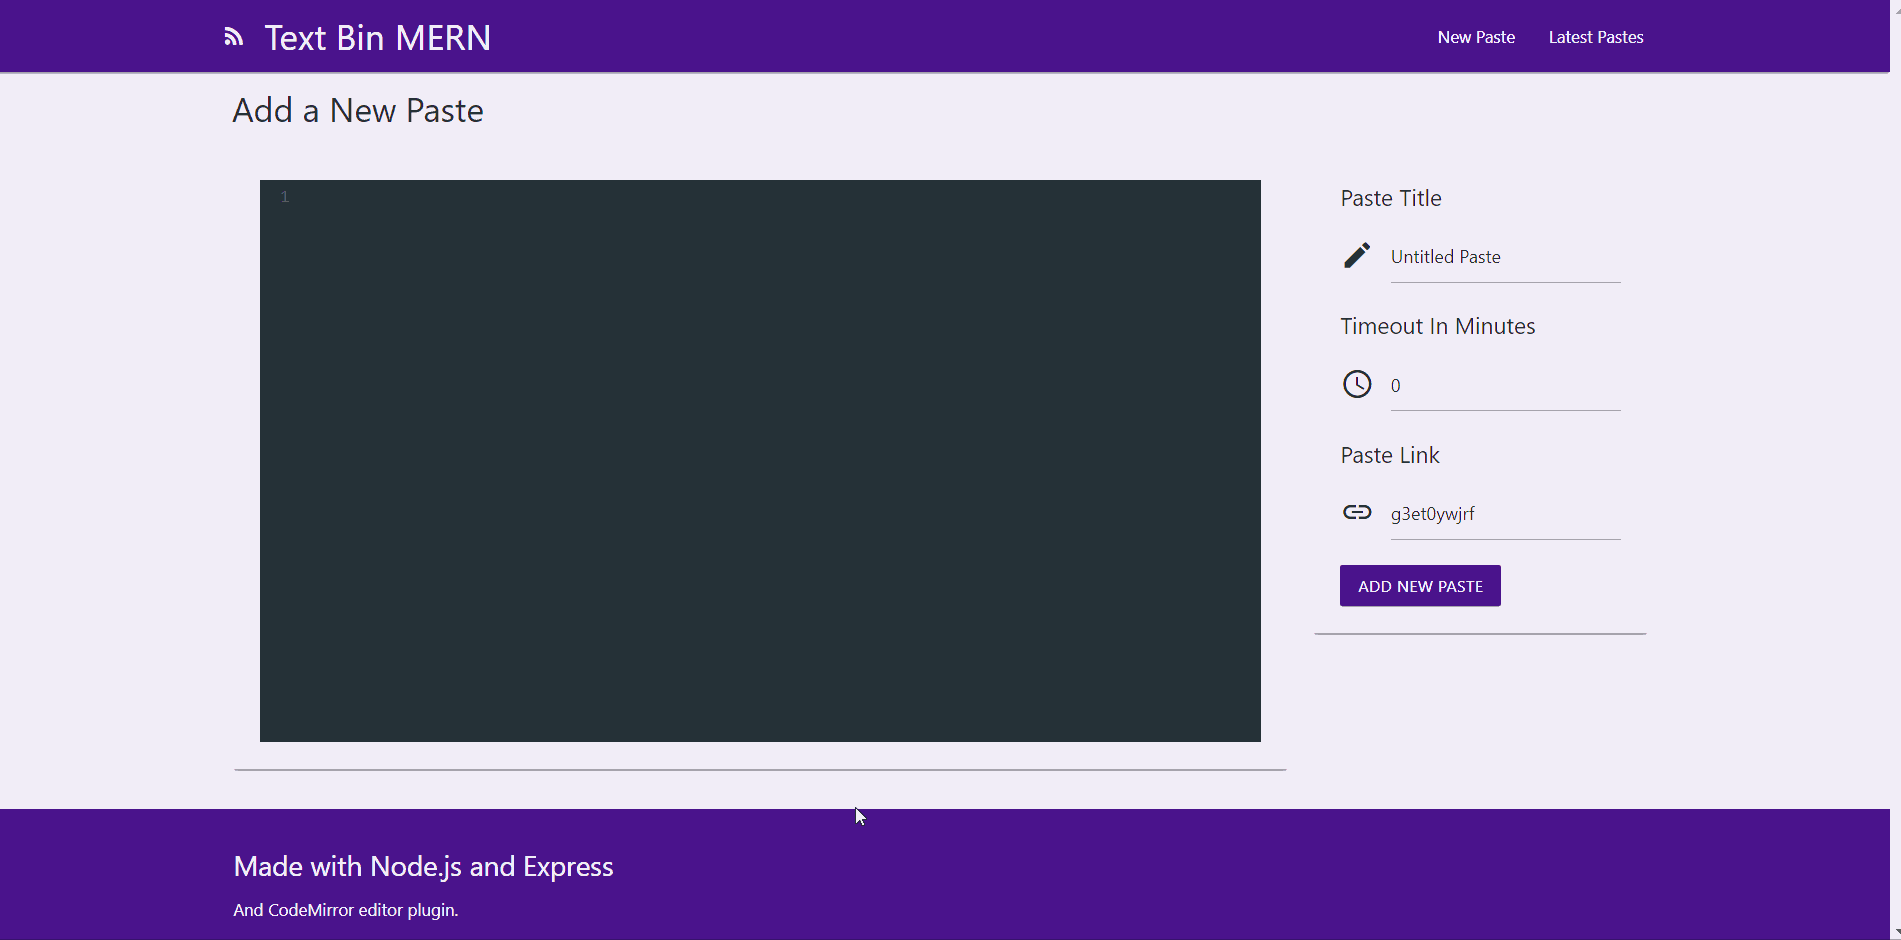 Text Bin MERN
New Paste
Latest Pastes
Add a New Paste
1
Paste Title
Untitled Paste
Timeout In Minutes
0
Paste Link
g3et0ywjrf
ADD NEW PASTE
Made with Node.js and Express
And CodeMirror editor plugin.